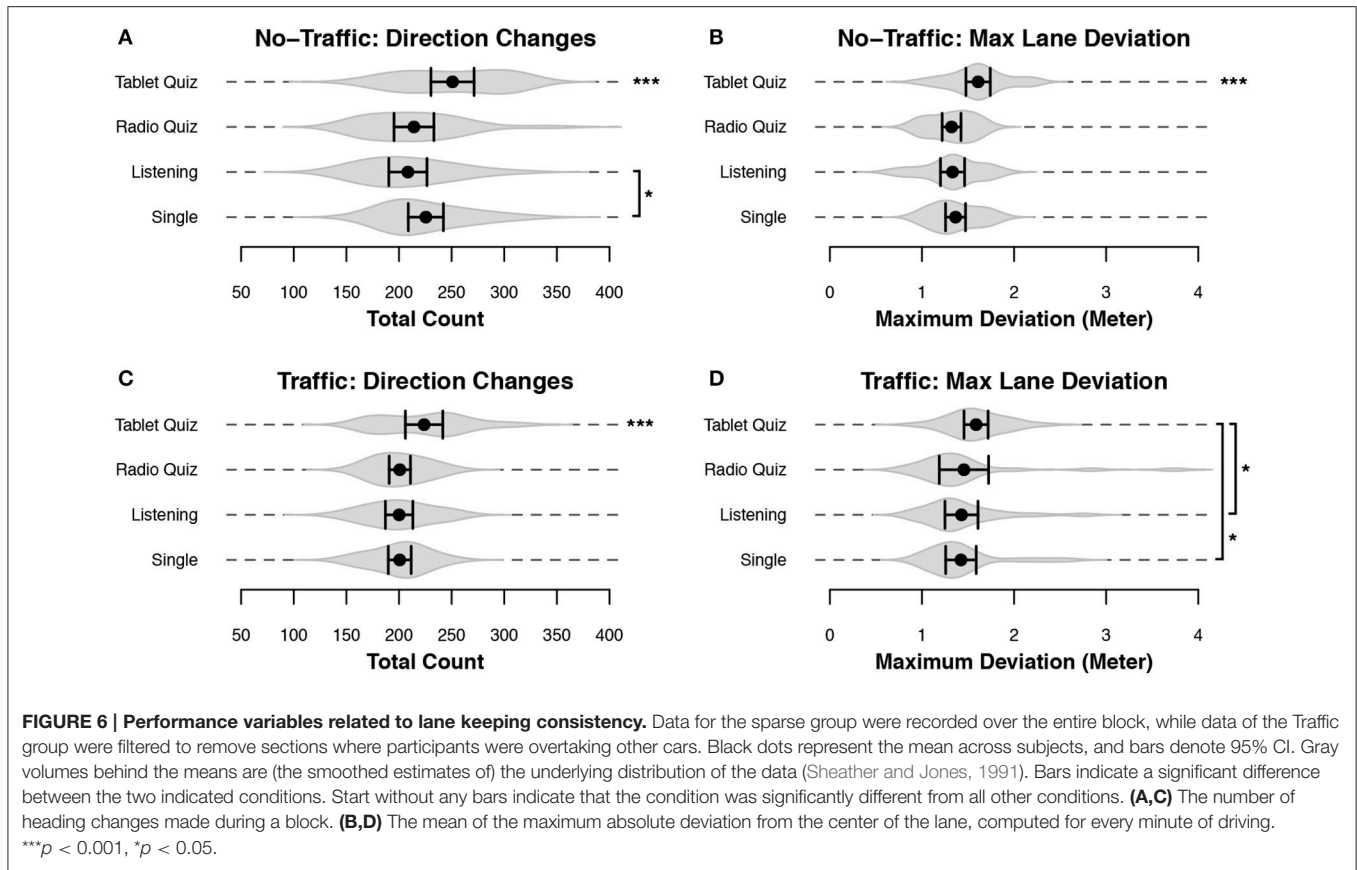 A
No–Traffic: Direction Changes
Tablet Quiz
***
Radio Quiz
Listening
*
Single
50 100 150 200 250 300 350 400
Total Count
B
No–Traffic: Max Lane Deviation
Tablet Quiz
***
Radio Quiz
Listening
Single
0 1 2 3 4
Maximum Deviation (Meter)
C
Traffic: Direction Changes
Tablet Quiz
***
Radio Quiz
Listening
Single
50 100 150 200 250 300 350 400
Total Count
D
Traffic: Max Lane Deviation
Tablet Quiz
Radio Quiz
*
Listening
*
Single
0 1 2 3 4
Maximum Deviation (Meter)
FIGURE 6 | Performance variables related to lane keeping consistency. Data for the sparse group were recorded over the entire block, while data of the Traffic
group were filtered to remove sections where participants were overtaking other cars. Black dots represent the mean across subjects, and bars denote 95% CI. Gray
volumes behind the means are (the smoothed estimates of) the underlying distribution of the data (Sheather and Jones, 1991). Bars indicate a significant difference
between the two indicated conditions. Start without any bars indicate that the condition was significantly different from all other conditions. (A,C) The number of
heading changes made during a block. (B,D) The mean of the maximum absolute deviation from the center of the lane, computed for every minute of driving.
***p < 0.001, *p < 0.05.